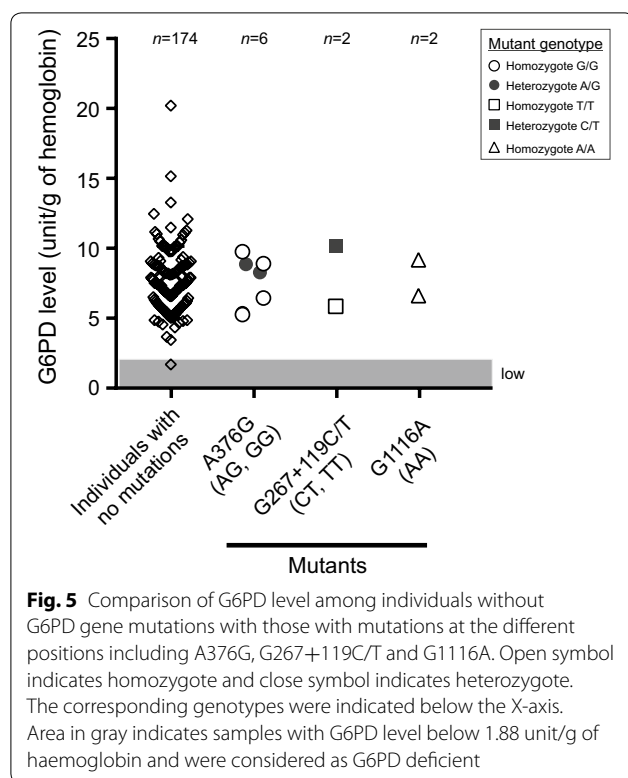 25
20
15
10
5
0
G6PD level (unit/g of hemoglobin)
n=174
n=6
n=2
n=2
Mutant genotype
Homozygote G/G
Heterozygote A/G
Homozygote T/T
Heterozygote C/T
Homozygote A/A
low
Individuals with
no mutations
A376G
(AG, GG)
G267+119C/T
(CT, TT)
G1116A
(AA)
Mutants
Fig. 5 Comparison of G6PD level among individuals without
G6PD gene mutations with those with mutations at the different
positions including A376G, G267+119C/T and G1116A. Open symbol
indicates homozygote and close symbol indicates heterozygote.
The corresponding genotypes were indicated below the X-axis.
Area in gray indicates samples with G6PD level below 1.88 unit/g of
haemoglobin and were considered as G6PD deficient